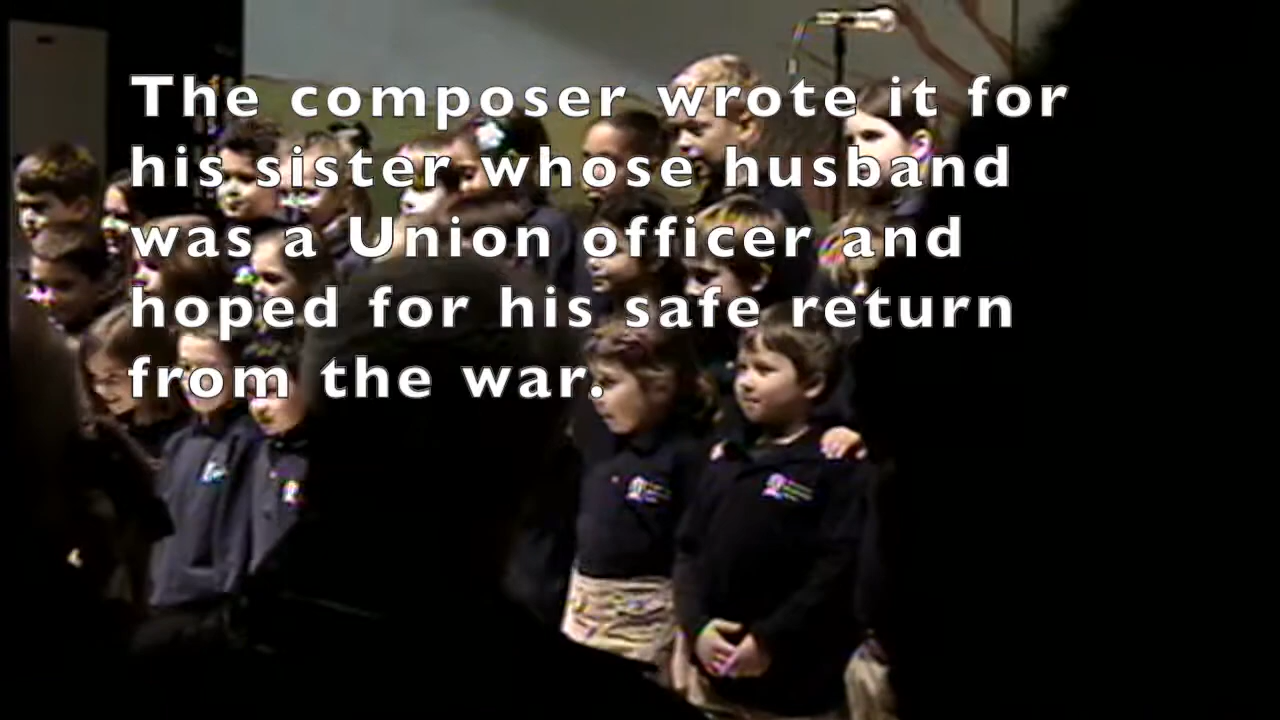 The composer wrote it for
his sister whose husband
was a Union officer and
hoped for his safe return
from the war.